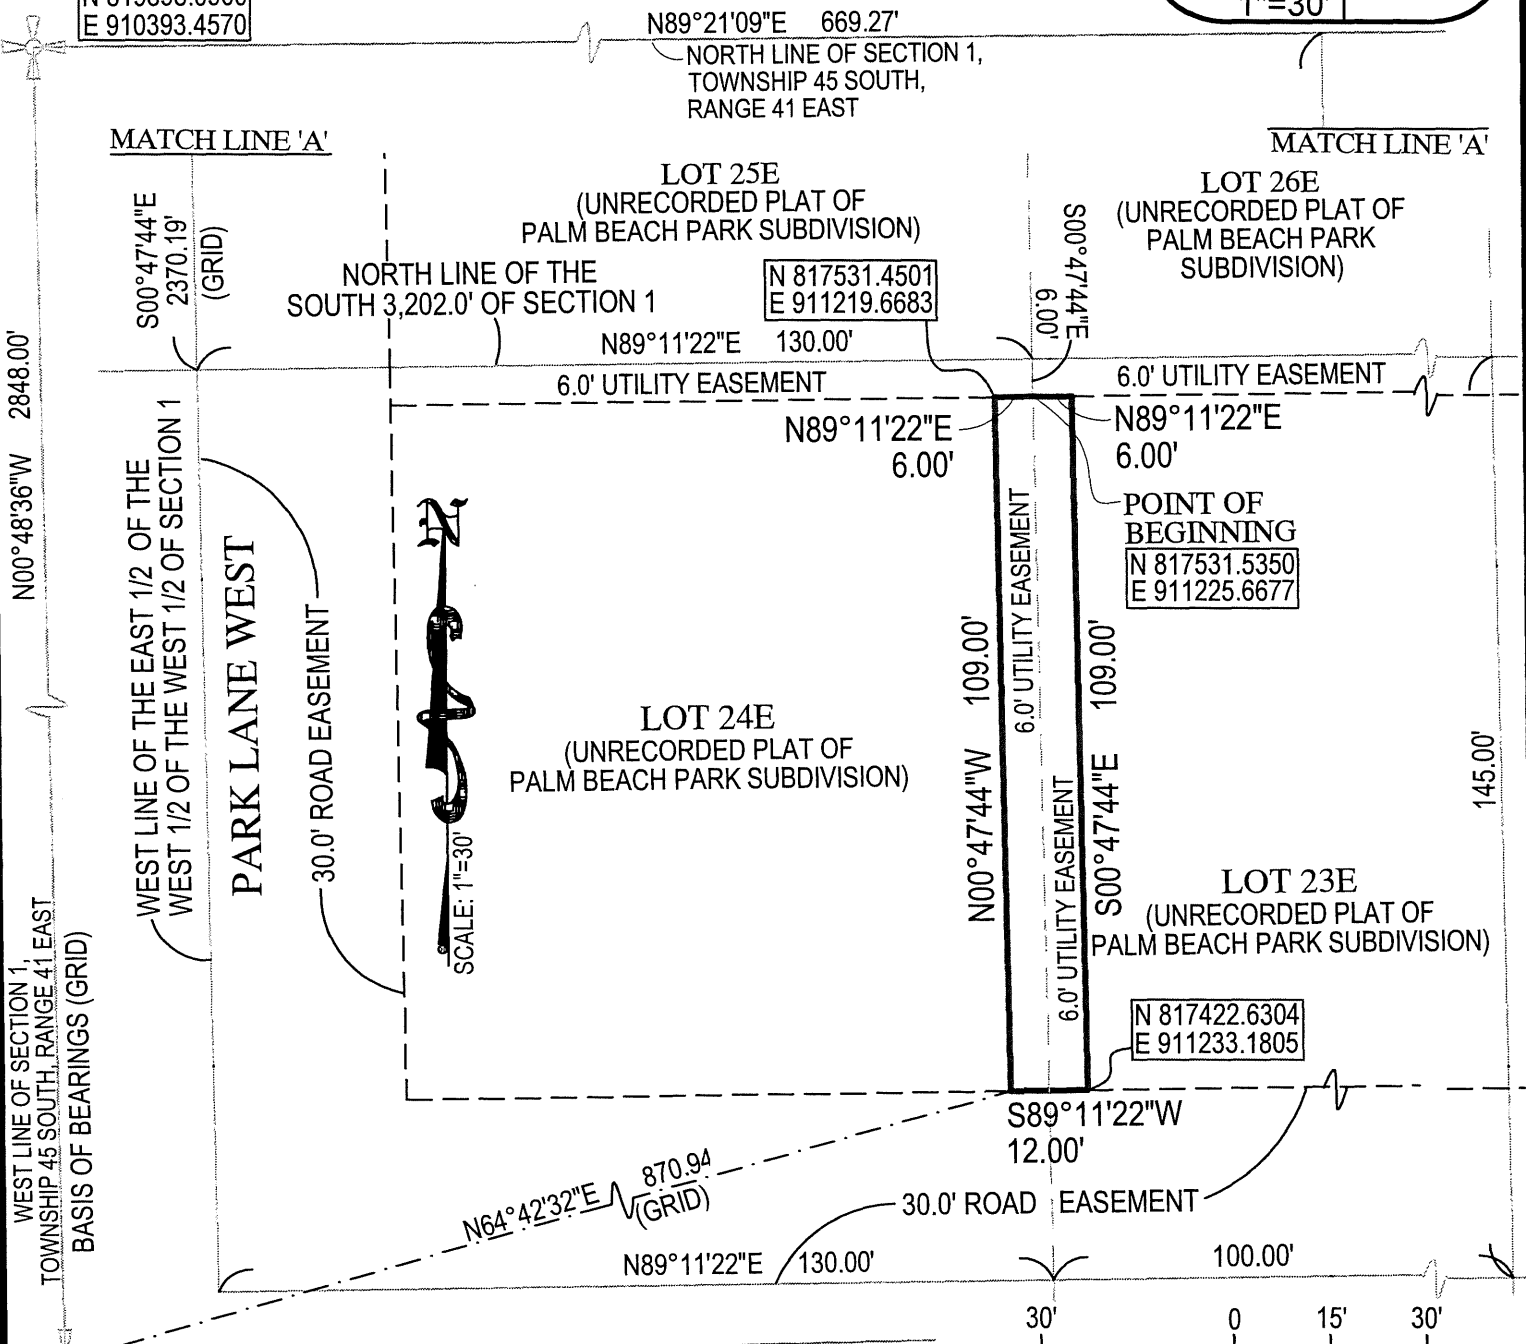 E 910393.4570
1"=30'
N89°21'09"E 669.27'
NORTH LINE OF SECTION 1,
TOWNSHIP 45 SOUTH,
RANGE 41 EAST
MATCH LINE 'A'
MATCH LINE 'A'
LOT 25E
(UNRECORDED PLAT OF
PALM BEACH PARK SUBDIVISION)
LOT 26E
(UNRECORDED PLAT OF
PALM BEACH PARK
SUBDIVISION)
S00°47'44"E
2370.19'
(GRID)
NORTH LINE OF THE
SOUTH 3,202.0' OF SECTION 1
N 817531.4501
E 911219.6683
S00°47'44"E
6.00'
N89°11'22"E 130.00'
6.0' UTILITY EASEMENT
6.0' UTILITY EASEMENT
N89°11'22"E
6.00'
N89°11'22"E
6.00'
POINT OF
BEGINNING
N 817531.5350
E 911225.6677
N00°48'36"W 2848.00'
WEST LINE OF THE EAST 1/2 OF THE
WEST 1/2 OF THE WEST 1/2 OF SECTION 1
PARK LANE WEST
30.0' ROAD EASEMENT
N
SCALE: 1"=30'
LOT 24E
(UNRECORDED PLAT OF
PALM BEACH PARK SUBDIVISION)
N00°47'44"W 109.00'
6.0' UTILITY EASEMENT
6.0' UTILITY EASEMENT
S00°47'44"E 109.00'
145.00'
LOT 23E
(UNRECORDED PLAT OF
PALM BEACH PARK SUBDIVISION)
N 817422.6304
E 911233.1805
WEST LINE OF SECTION 1,
TOWNSHIP 45 SOUTH, RANGE 41 EAST
BASIS OF BEARINGS (GRID)
S89°11'22"W
12.00'
N64°42'32"E 870.94
(GRID)
30.0' ROAD EASEMENT
N89°11'22"E 130.00'
100.00'
30' 0 15' 30'